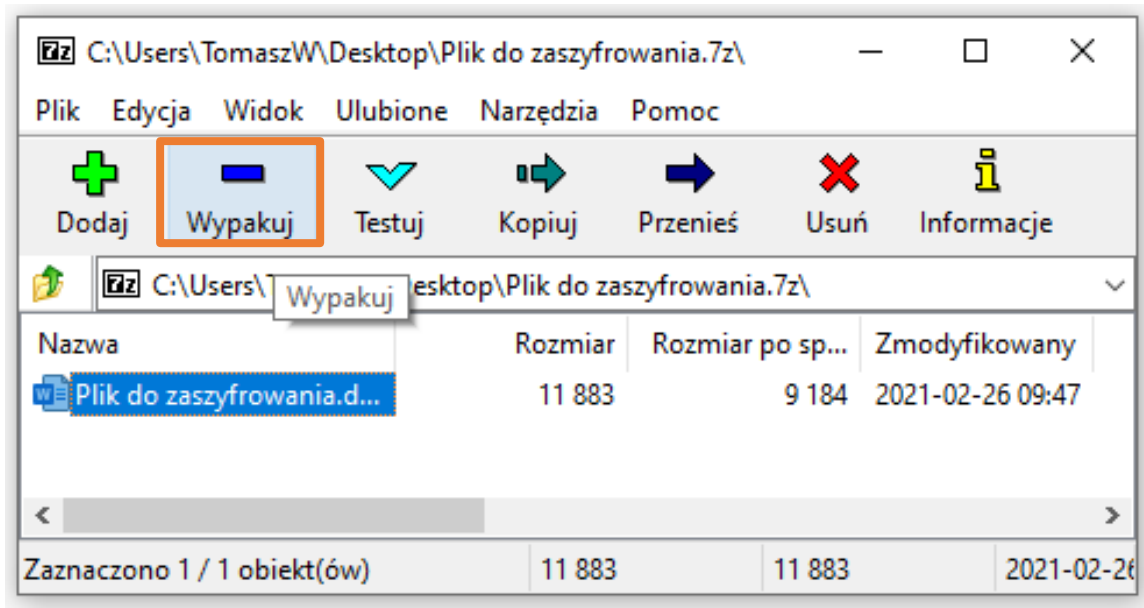 7z C:\Users\TomaszW\Desktop\Plik do zaszyfrowania.7z\
Plik Edycja Widok Ulubione Narzędzia Pomoc
Dodaj Wypakuj Testuj Kopiuj Przenieś Usuń Informacje
7z C:\Users\T esktop\Plik do zaszyfrowania.7z\
Wypakuj
Nazwa Rozmiar Rozmiar po sp... Zmodyfikowany
Plik do zaszyfrowania.d... 11 883 9 184 2021-02-26 09:47
Zaznaczono 1 / 1 obiekt(ów) 11 883 11 883 2021-02-26